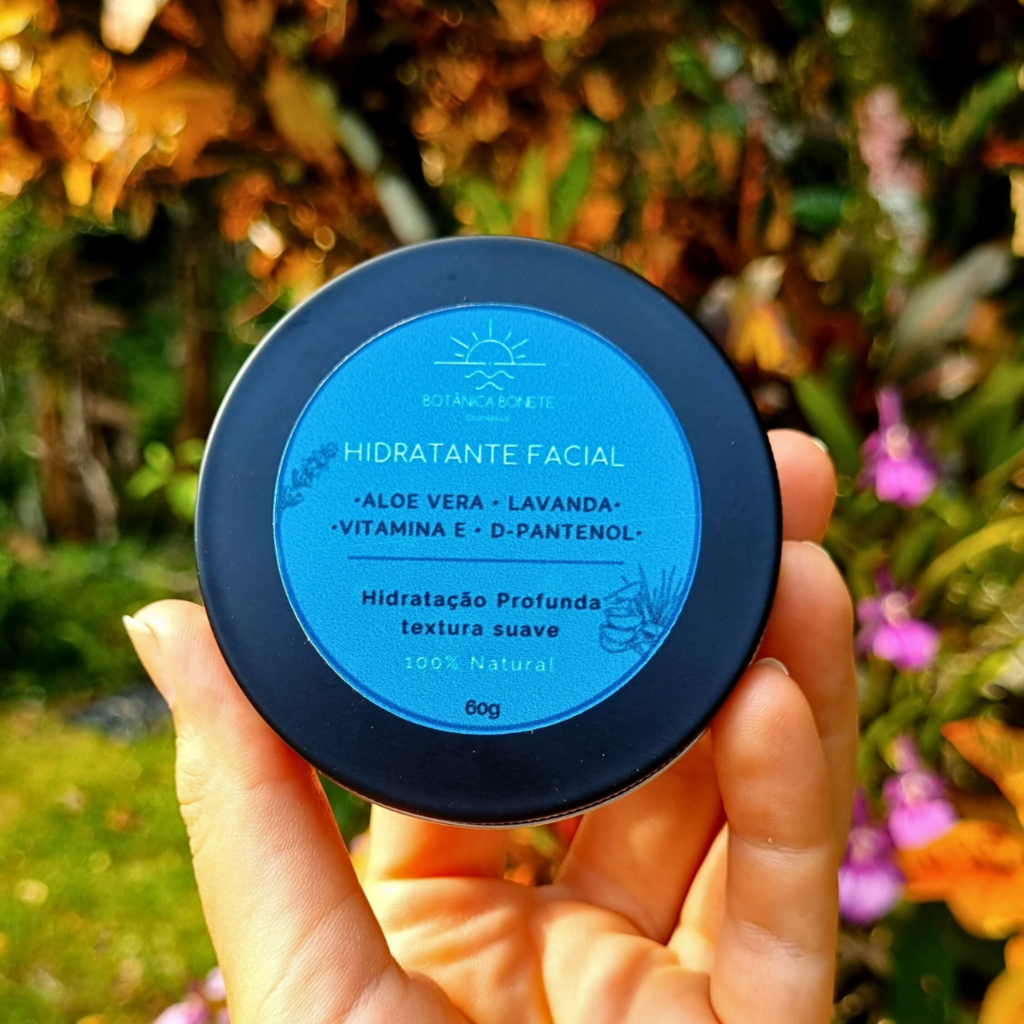 BOTÂNICA BONETE
HIDRATANTE FACIAL
•ALOE VERA • LAVANDA•
•VITAMINA E • D-PANTENOL•
Hidratação Profunda
textura suave
100% Natural
60g